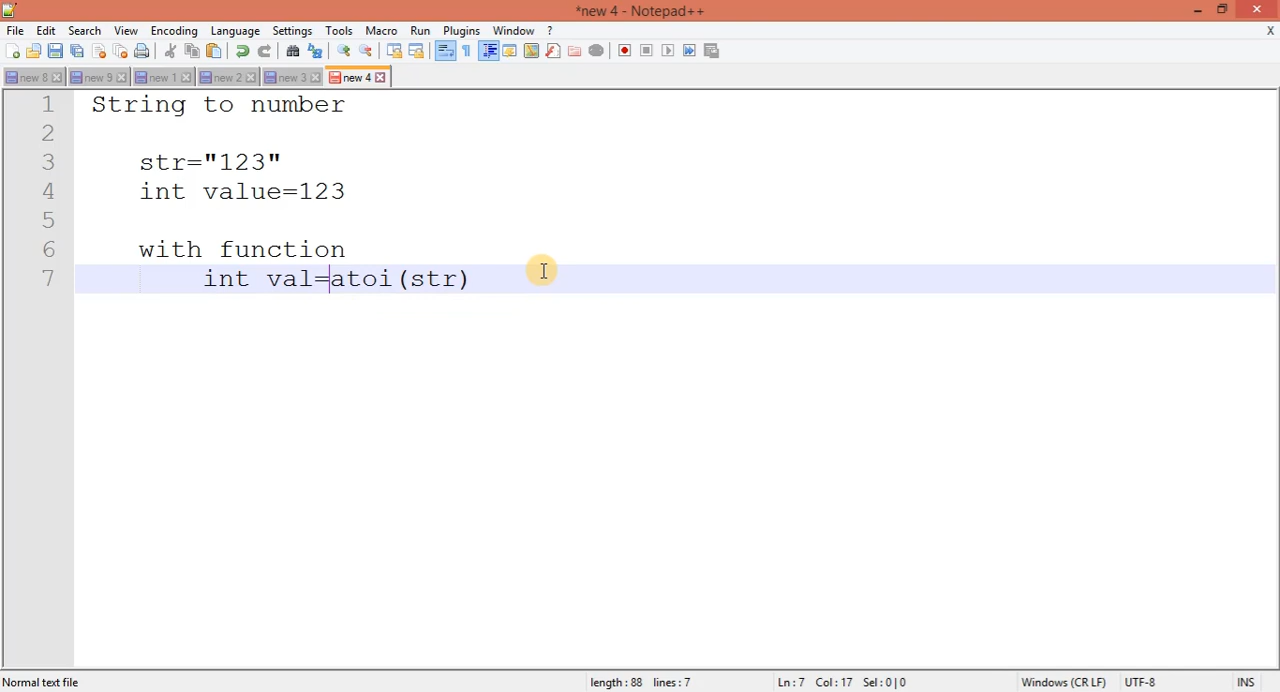 *new 4 - Notepad++
File Edit Search View Encoding Language Settings Tools Macro Run Plugins Window ? X
new 8 new 9 new 1 new 2 new 3 new 4
1 String to number
2
3 str="123"
4 int value=123
5
6 with function
7 int val=atoi(str)
Normal text file length : 88 lines : 7 Ln : 7 Col : 17 Sel : 0 | 0 Windows (CR LF) UTF-8 INS